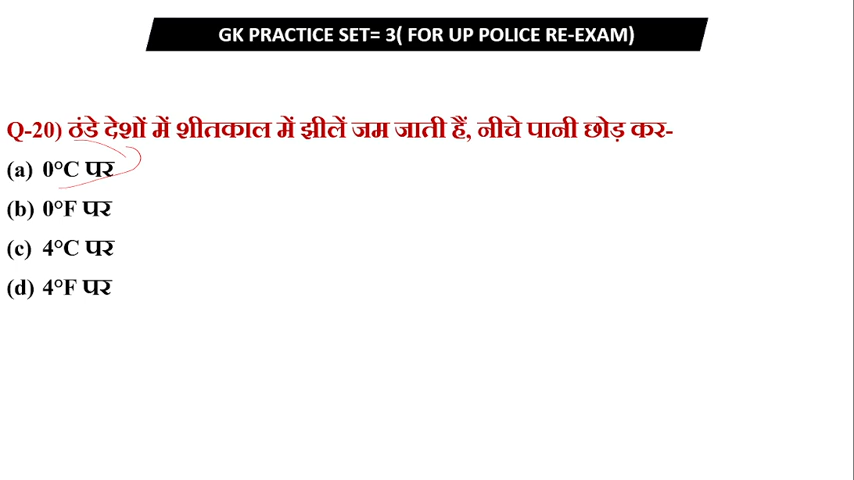 GK PRACTICE SET= 3( FOR UP POLICE RE-EXAM)
Q-20) ठंडे देशों में शीतकाल में झीलें जम जाती हैं, नीचे पानी छोड़ कर-
(a) 0°C पर
(b) 0°F पर
(c) 4°C पर
(d) 4°F पर